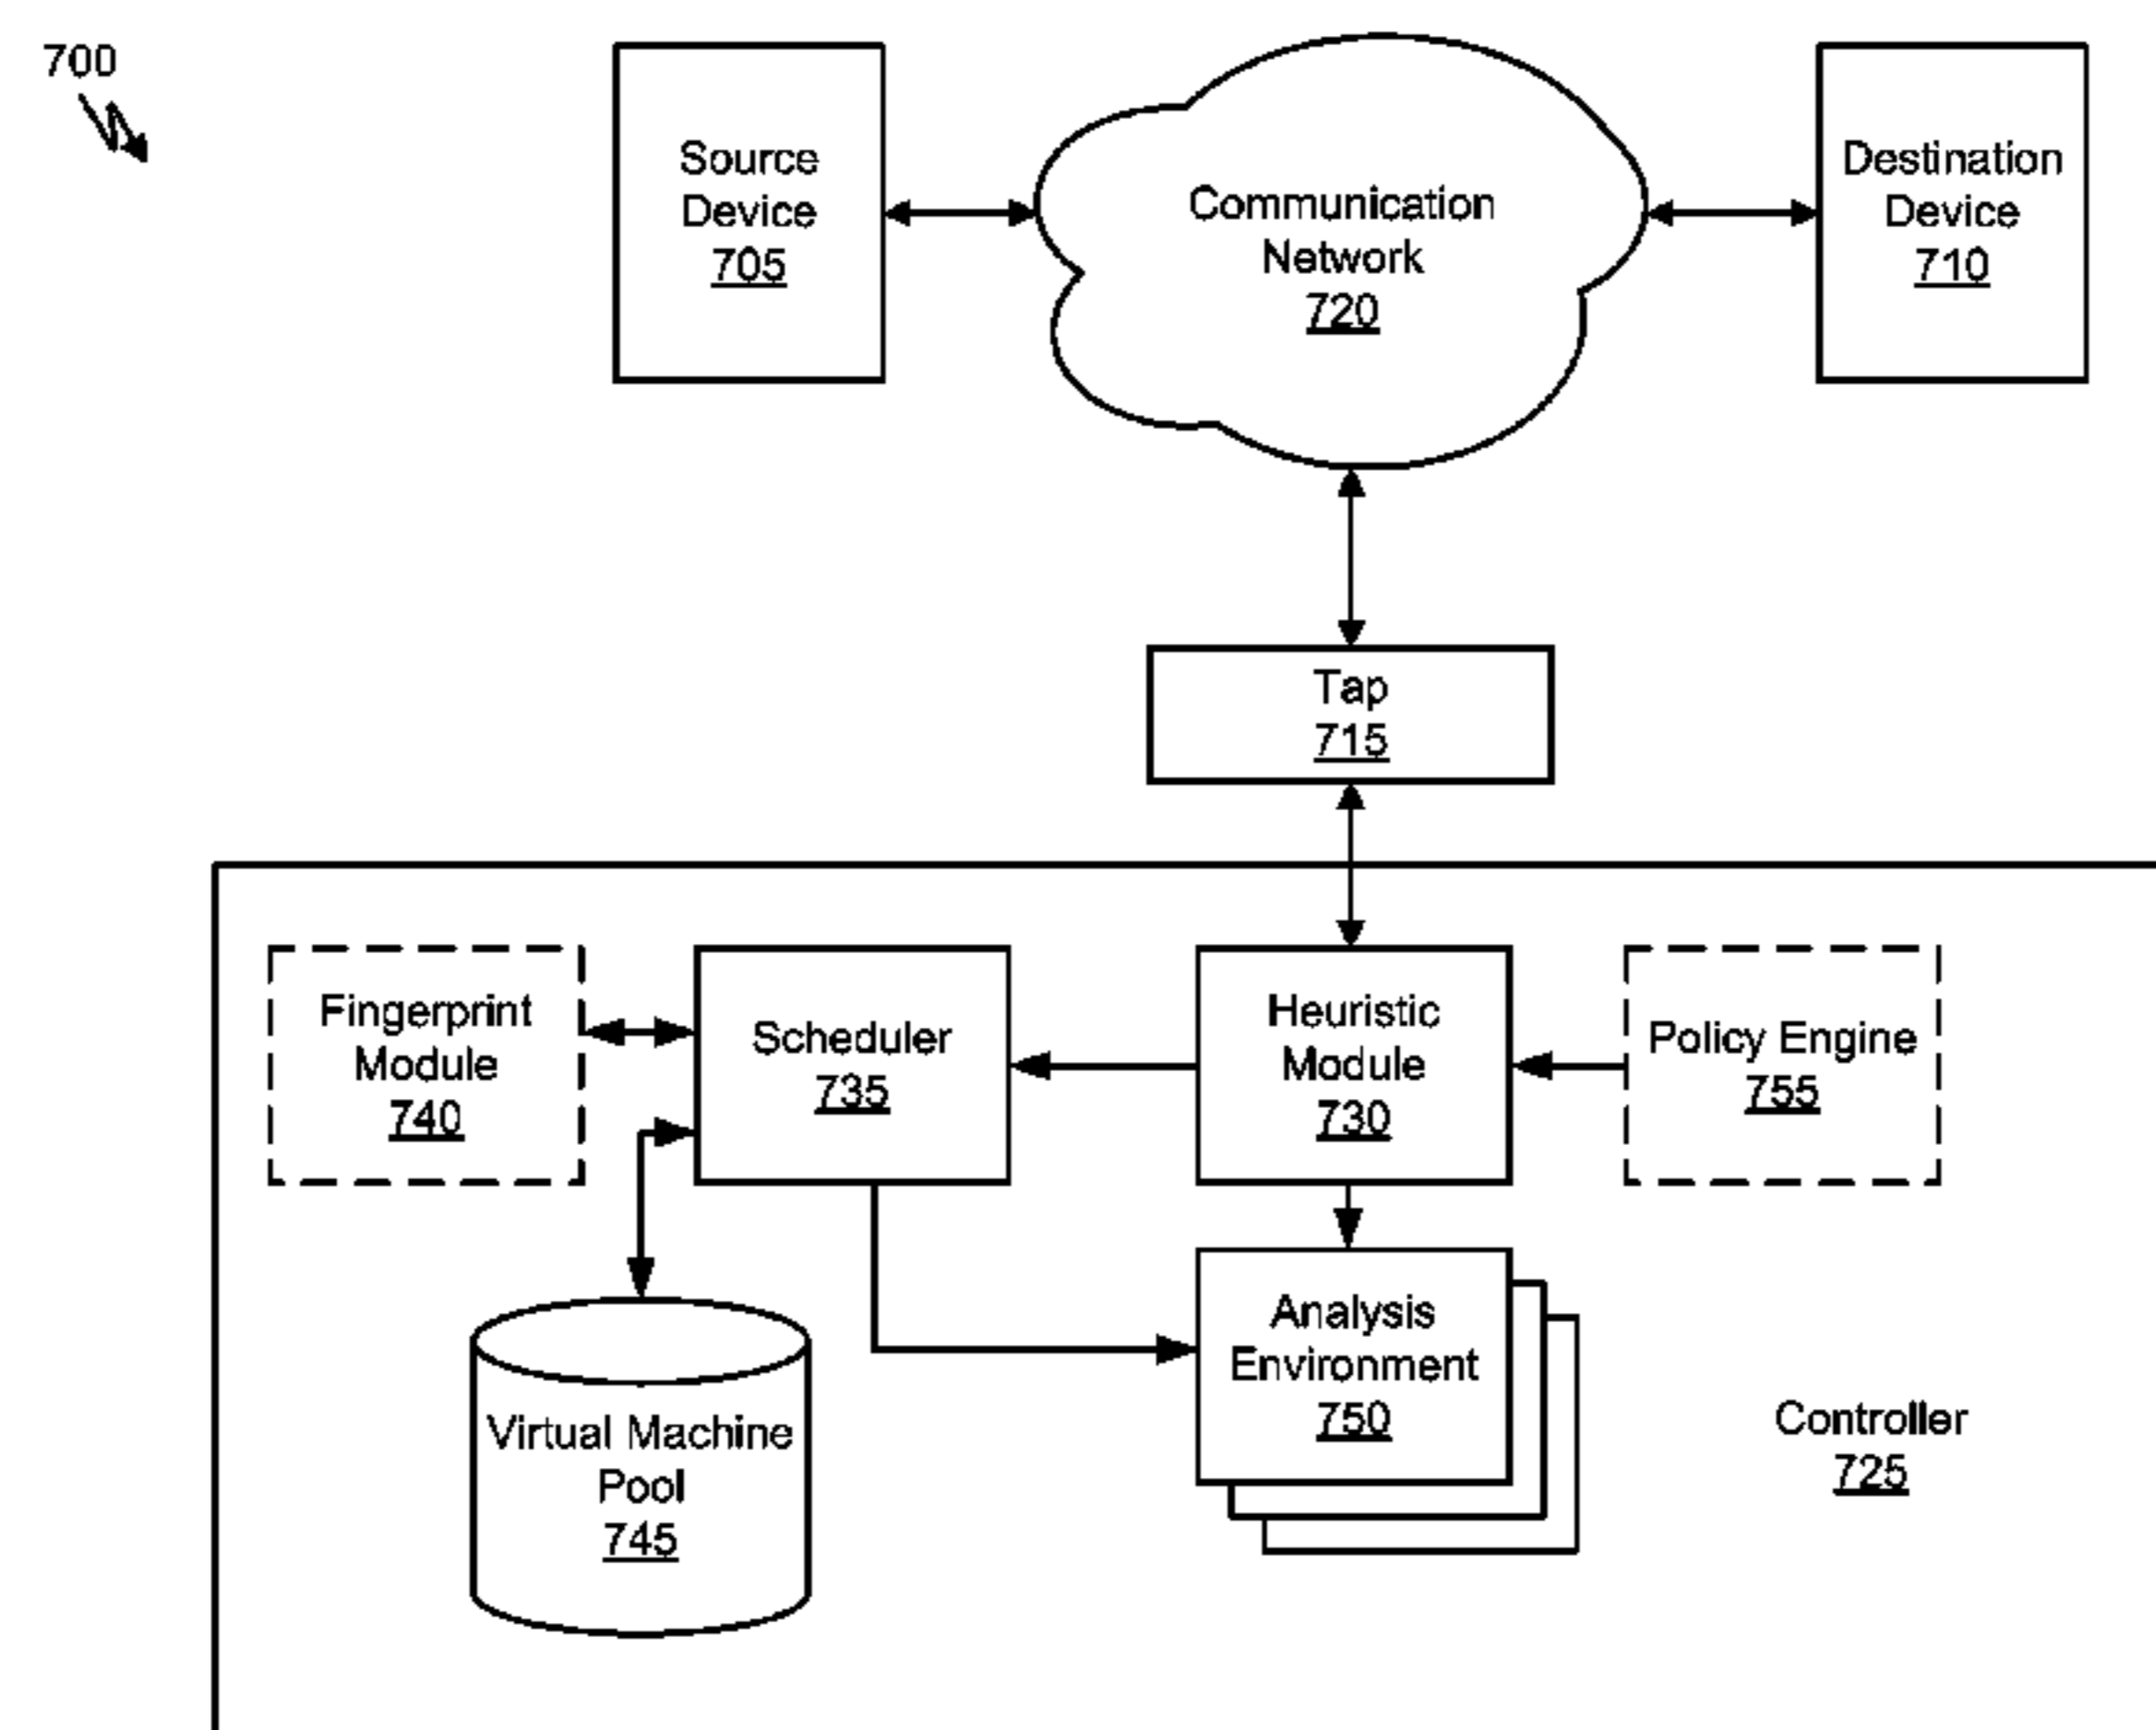 700
Source
Device
705
Communication
Network
720
Destination
Device
710
Tap
715
Fingerprint
Module
740
Scheduler
735
Heuristic
Module
730
Policy Engine
755
Virtual Machine
Pool
745
Analysis
Environment
750
Controller
725